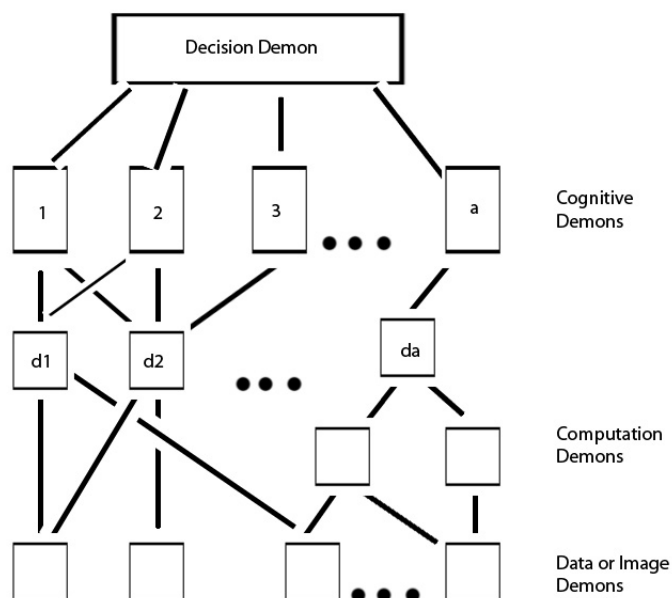 Decision Demon
1
2
3
a
Cognitive
Demons
d1
d2
da
Computation
Demons
Data or Image
Demons